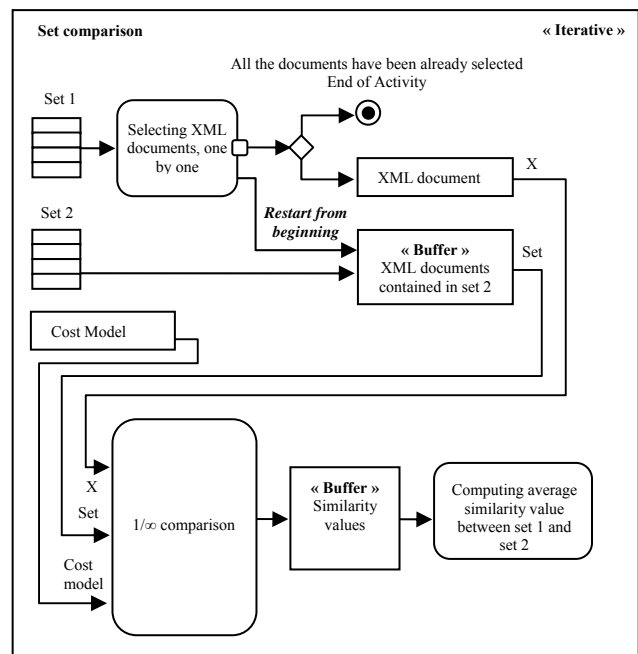 Set comparison
« Iterative »
All the documents have been already selected
End of Activity
Set 1
Selecting XML
documents, one
by one
XML document
X
Set 2
Restart from
beginning
« Buffer »
XML documents
contained in set 2
Set
Cost Model
X
Set
Cost
model
1/∞ comparison
« Buffer »
Similarity
values
Computing average
similarity value
between set 1 and
set 2